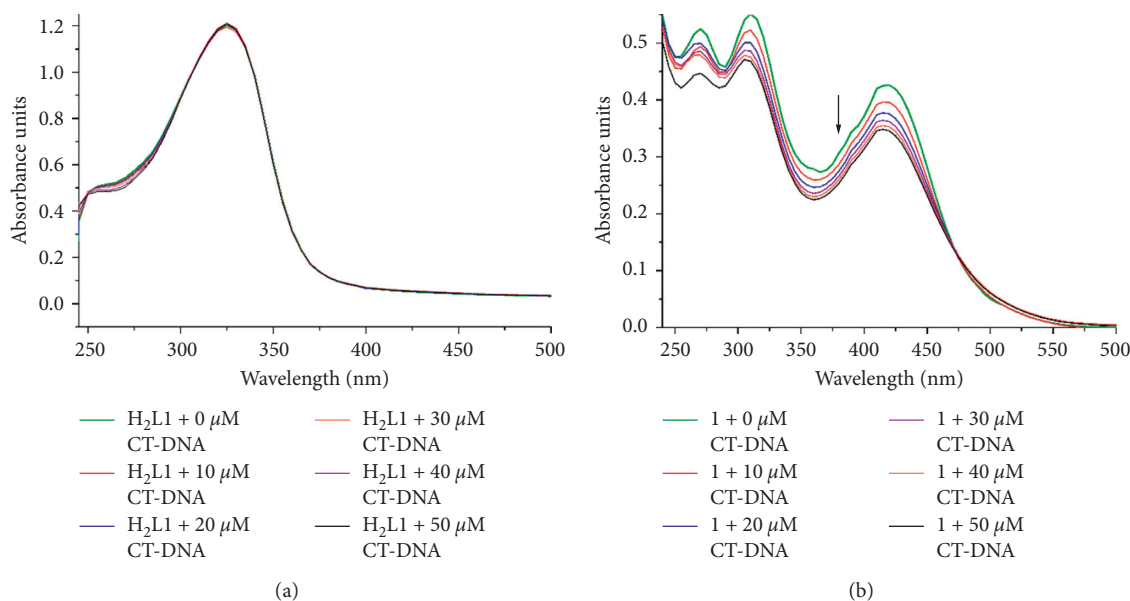 1.2
1.0
0.8
0.6
0.4
0.2
0.0
Absorbance units
250 300 350 400 450 500
Wavelength (nm)
H₂L1 + 0 μM
CT-DNA
H₂L1 + 10 μM
CT-DNA
H₂L1 + 20 μM
CT-DNA
H₂L1 + 30 μM
CT-DNA
H₂L1 + 40 μM
CT-DNA
H₂L1 + 50 μM
CT-DNA
(a)
0.5
0.4
0.3
0.2
0.1
0.0
Absorbance units
250 300 350 400 450 500 550 500
Wavelength (nm)
1 + 0 μM
CT-DNA
1 + 10 μM
CT-DNA
1 + 20 μM
CT-DNA
1 + 30 μM
CT-DNA
1 + 40 μM
CT-DNA
1 + 50 μM
CT-DNA
(b)